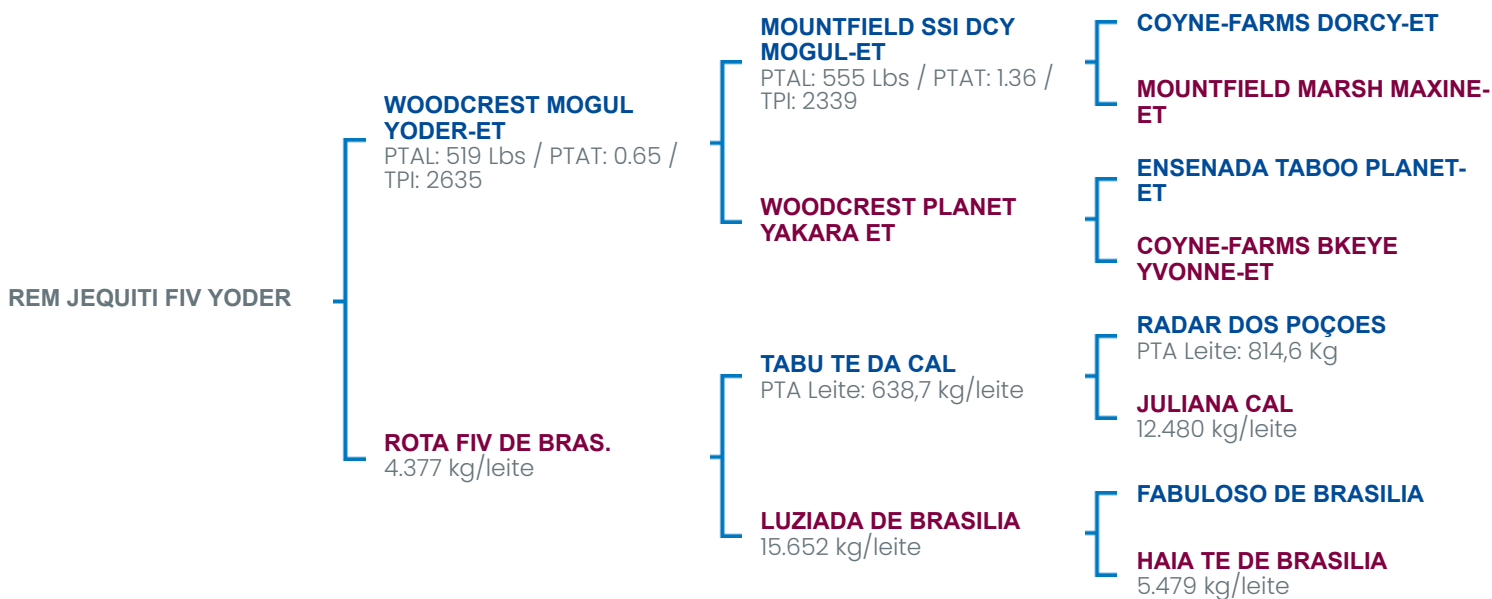 REM JEQUITI FIV YODER
WOODCREST MOGUL
YODER-ET
PTAL: 519 Lbs / PTAT: 0.65 /
TPI: 2635
ROTA FIV DE BRAS.
4.377 kg/leite
MOUNTFIELD SSI DCY
MOGUL-ET
PTAL: 555 Lbs / PTAT: 1.36 /
TPI: 2339
WOODCREST PLANET
YAKARA ET
TABU TE DA CAL
PTA Leite: 638,7 kg/leite
LUZIADA DE BRASILIA
15.652 kg/leite
COYNE-FARMS DORCY-ET
MOUNTFIELD MARSH MAXINE-
ET
ENSENADA TABOO PLANET-
ET
COYNE-FARMS BKEYE
YVONNE-ET
RADAR DOS POÇOES
PTA Leite: 814,6 Kg
JULIANA CAL
12.480 kg/leite
FABULOSO DE BRASILIA
HAIA TE DE BRASILIA
5.479 kg/leite